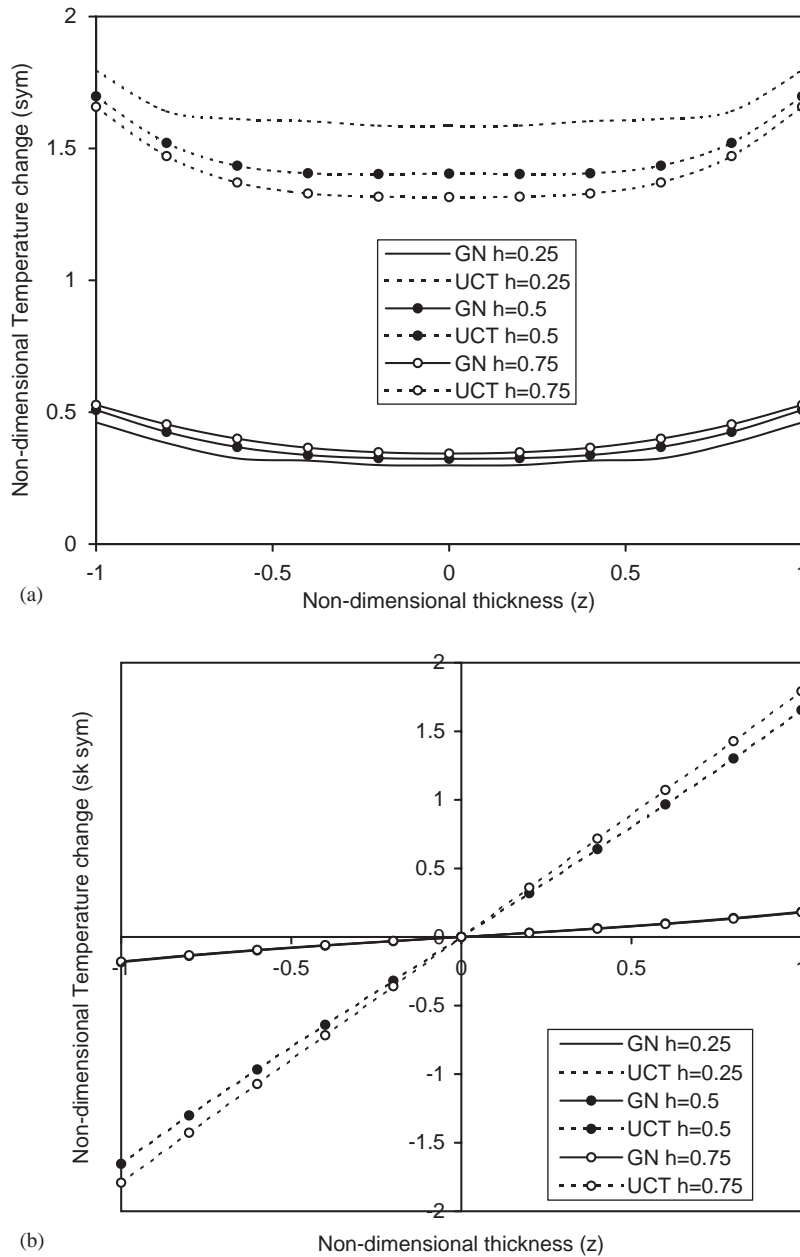 Non-dimensional Temperature change (sym)
2
1.5
1
0.5
0
-1
-0.5
0
0.5
1
GN h=0.25
UCT h=0.25
GN h=0.5
UCT h=0.5
GN h=0.75
UCT h=0.75
Non-dimensional thickness (z)
(a)
Non-dimensional Temperature change (sk sym)
2
1.5
1
0.5
0
-0.5
-1
-1.5
-2
-1
-0.5
0
0.5
1
GN h=0.25
UCT h=0.25
GN h=0.5
UCT h=0.5
GN h=0.75
UCT h=0.75
Non-dimensional thickness (z)
(b)